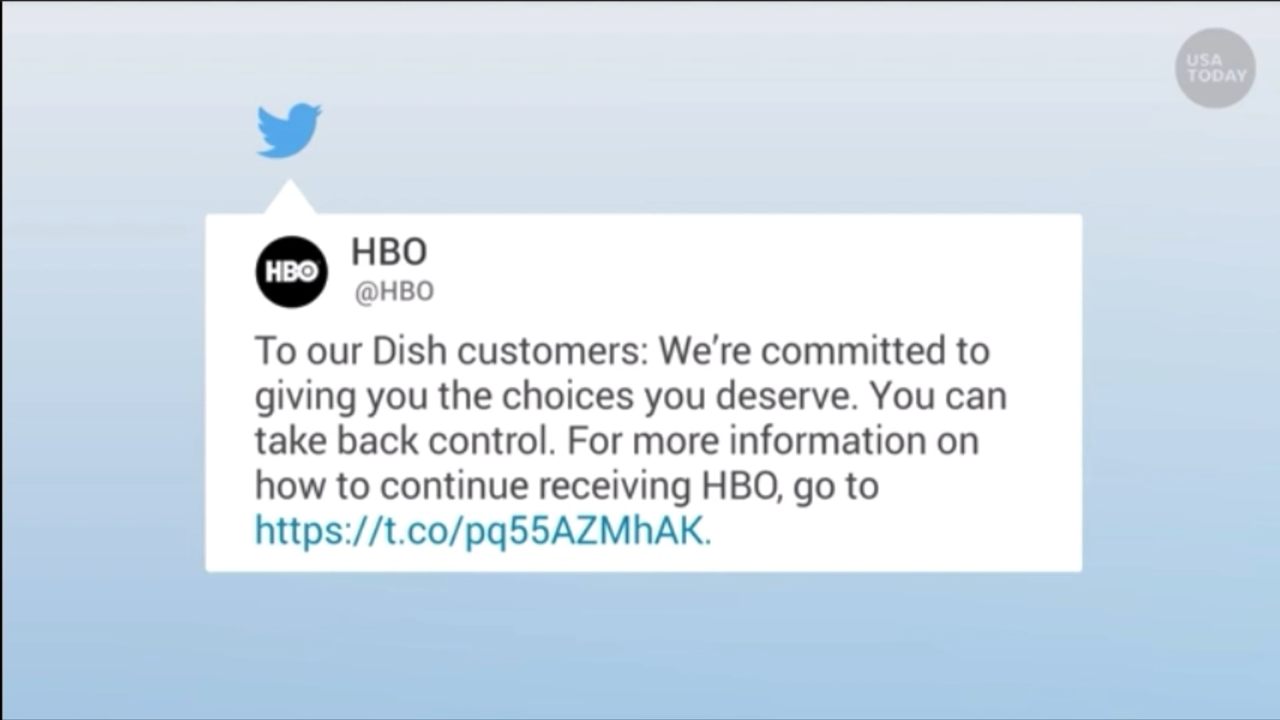 USA
TODAY
HBO
HBO
@HBO
To our Dish customers: We’re committed to
giving you the choices you deserve. You can
take back control. For more information on
how to continue receiving HBO, go to
https://t.co/pq55AZMhAK.